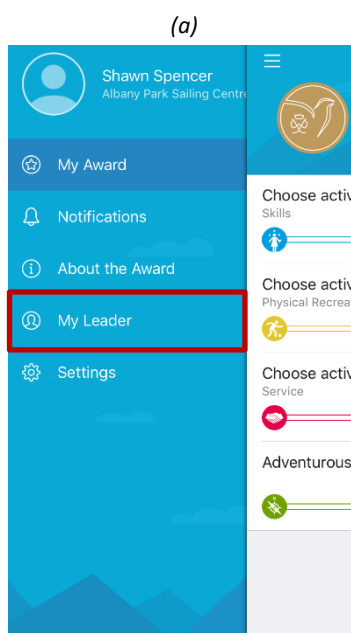 (a)
Shawn Spencer
Albany Park Sailing Centre
My Award
Notifications
About the Award
My Leader
Settings
Choose activ
Skills
Choose activ
Physical Recrea
Choose activ
Service
Adventurous